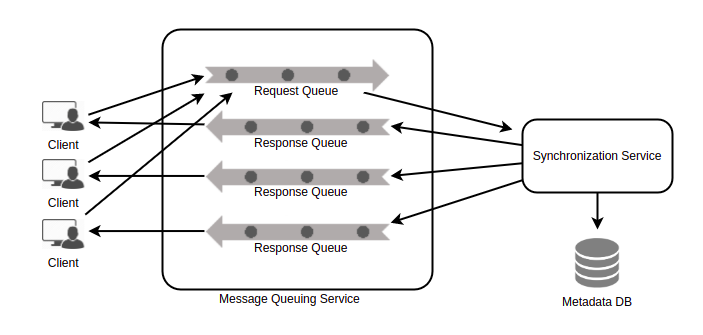 Request Queue
Response Queue
Client
Synchronization Service
Response Queue
Client
Response Queue
Client
Message Queuing Service
Metadata DB